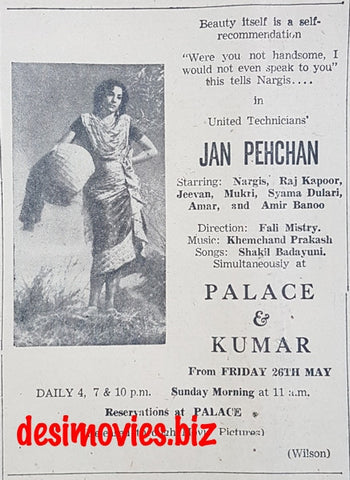 Beauty itself is a self-
recommendation
"Were you not handsome, I
would not even speak to you"
this tells Nargis....
in
United Technicians'
JAN PEHCHAN
Starring: Nargis, Raj Kapoor,
Jeevan, Mukri, Syama Dulari,
Amar, and Amir Banoo
Direction: Fali Mistry.
Music: Khemchand Prakash
Songs: Shakil Badayuni.
Simultaneously at
PALACE
&
KUMAR
From FRIDAY 26TH MAY
DAILY 4, 7 & 10 p.m. Sunday Morning at 11 a.m.
Reservations at PALACE
desimovies.biz
Pictures)
(Wilson)